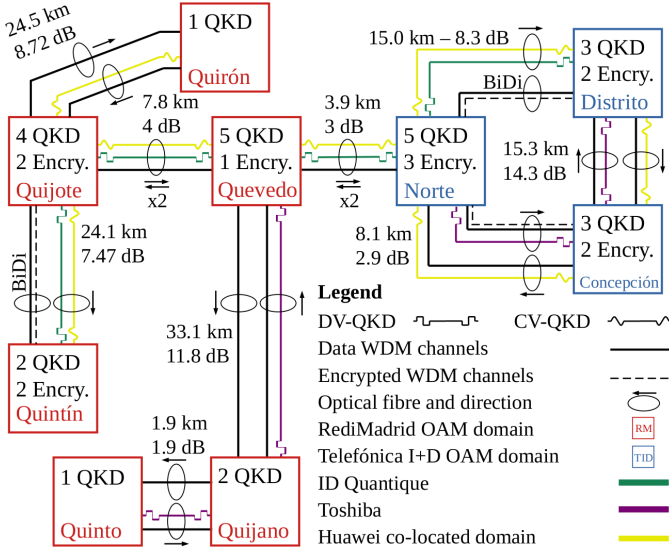 24.5 km
8.72 dB
1 QKD
Quirón
15.0 km – 8.3 dB
3 QKD
2 Encry.
Distrito
BiDi
7.8 km
4 dB
3.9 km
3 dB
4 QKD
2 Encry.
Quijote
5 QKD
1 Encry.
Quevedo
5 QKD
3 Encry.
Norte
x2
x2
15.3 km
14.3 dB
24.1 km
7.47 dB
BiDi
8.1 km
2.9 dB
3 QKD
2 Encry.
Concepción
33.1 km
11.8 dB
2 QKD
2 Encry.
Quintín
1.9 km
1.9 dB
1 QKD
Quinto
2 QKD
Quijano
Legend
DV-QKD
CV-QKD
Data WDM channels
Encrypted WDM channels
Optical fibre and direction
RediMadrid OAM domain
RM
Telefónica I+D OAM domain
TID
ID Quantique
Toshiba
Huawei co-located domain